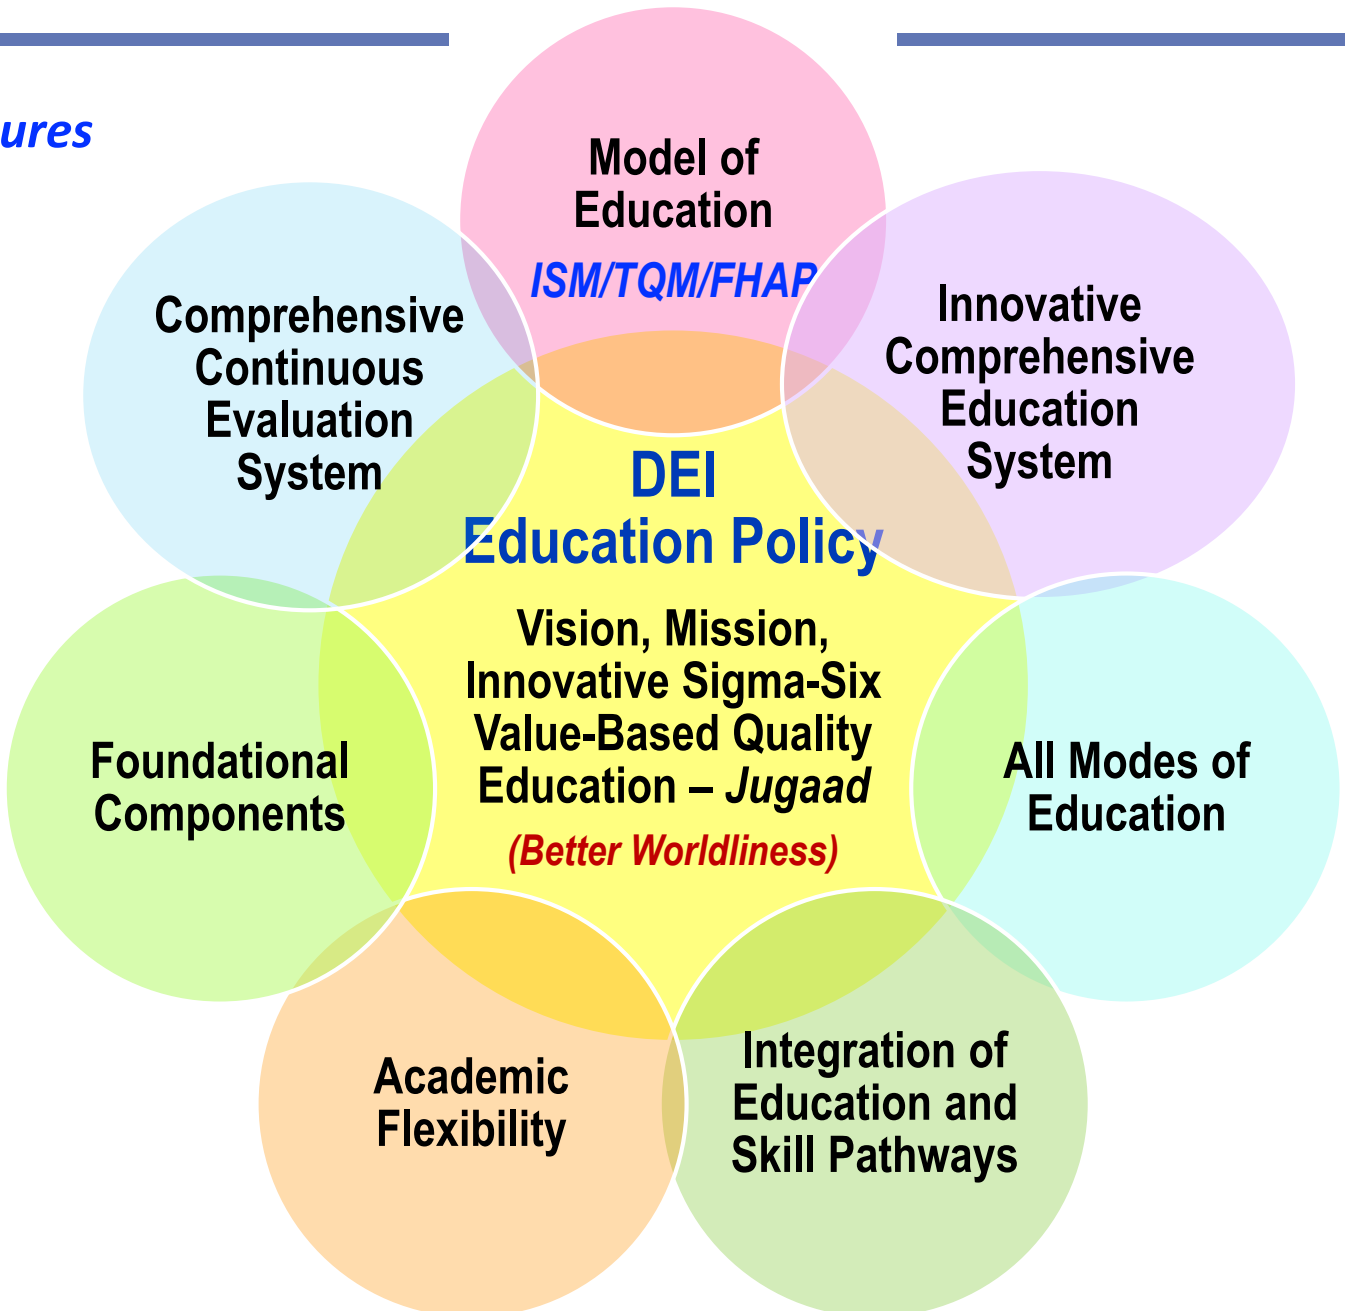 ures
Model of
Education
ISM/TQM/FHAP
Innovative
Comprehensive
Education
System
Comprehensive
Continuous
Evaluation
System
DEI
Education Policy
Vision, Mission,
Innovative Sigma-Six
Value-Based Quality
Education – Jugaad
(Better Worldliness)
Foundational
Components
All Modes of
Education
Academic
Flexibility
Integration of
Education and
Skill Pathways